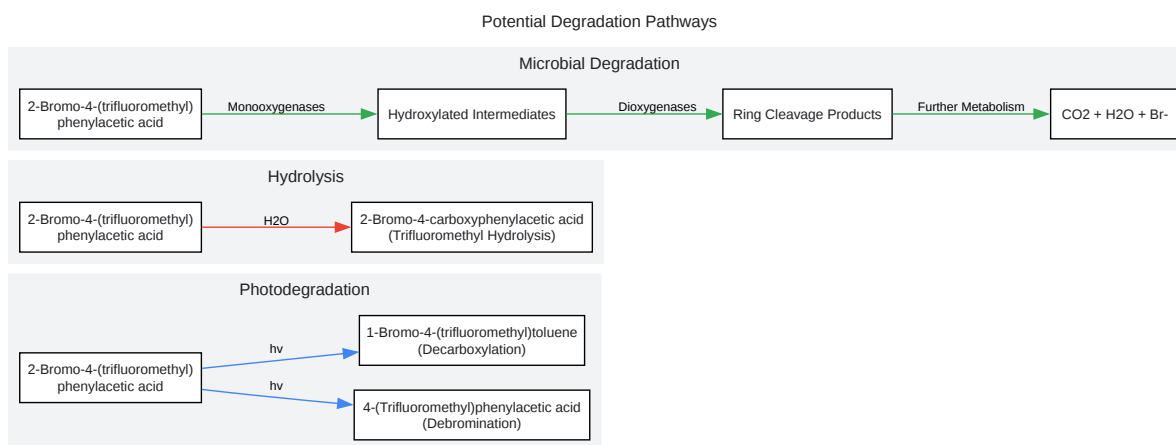 Potential Degradation Pathways
Microbial Degradation
2-Bromo-4-(trifluoromethyl)
phenylacetic acid
Monooxygenases
Hydroxylated Intermediates
Dioxygenases
Ring Cleavage Products
Further Metabolism
CO2 + H2O + Br-
Hydrolysis
2-Bromo-4-(trifluoromethyl)
phenylacetic acid
H2O
2-Bromo-4-carboxyphenylacetic acid
(Trifluoromethyl Hydrolysis)
Photodegradation
2-Bromo-4-(trifluoromethyl)
phenylacetic acid
hv
1-Bromo-4-(trifluoromethyl)toluene
(Decarboxylation)
hv
4-(Trifluoromethyl)phenylacetic acid
(Debromination)